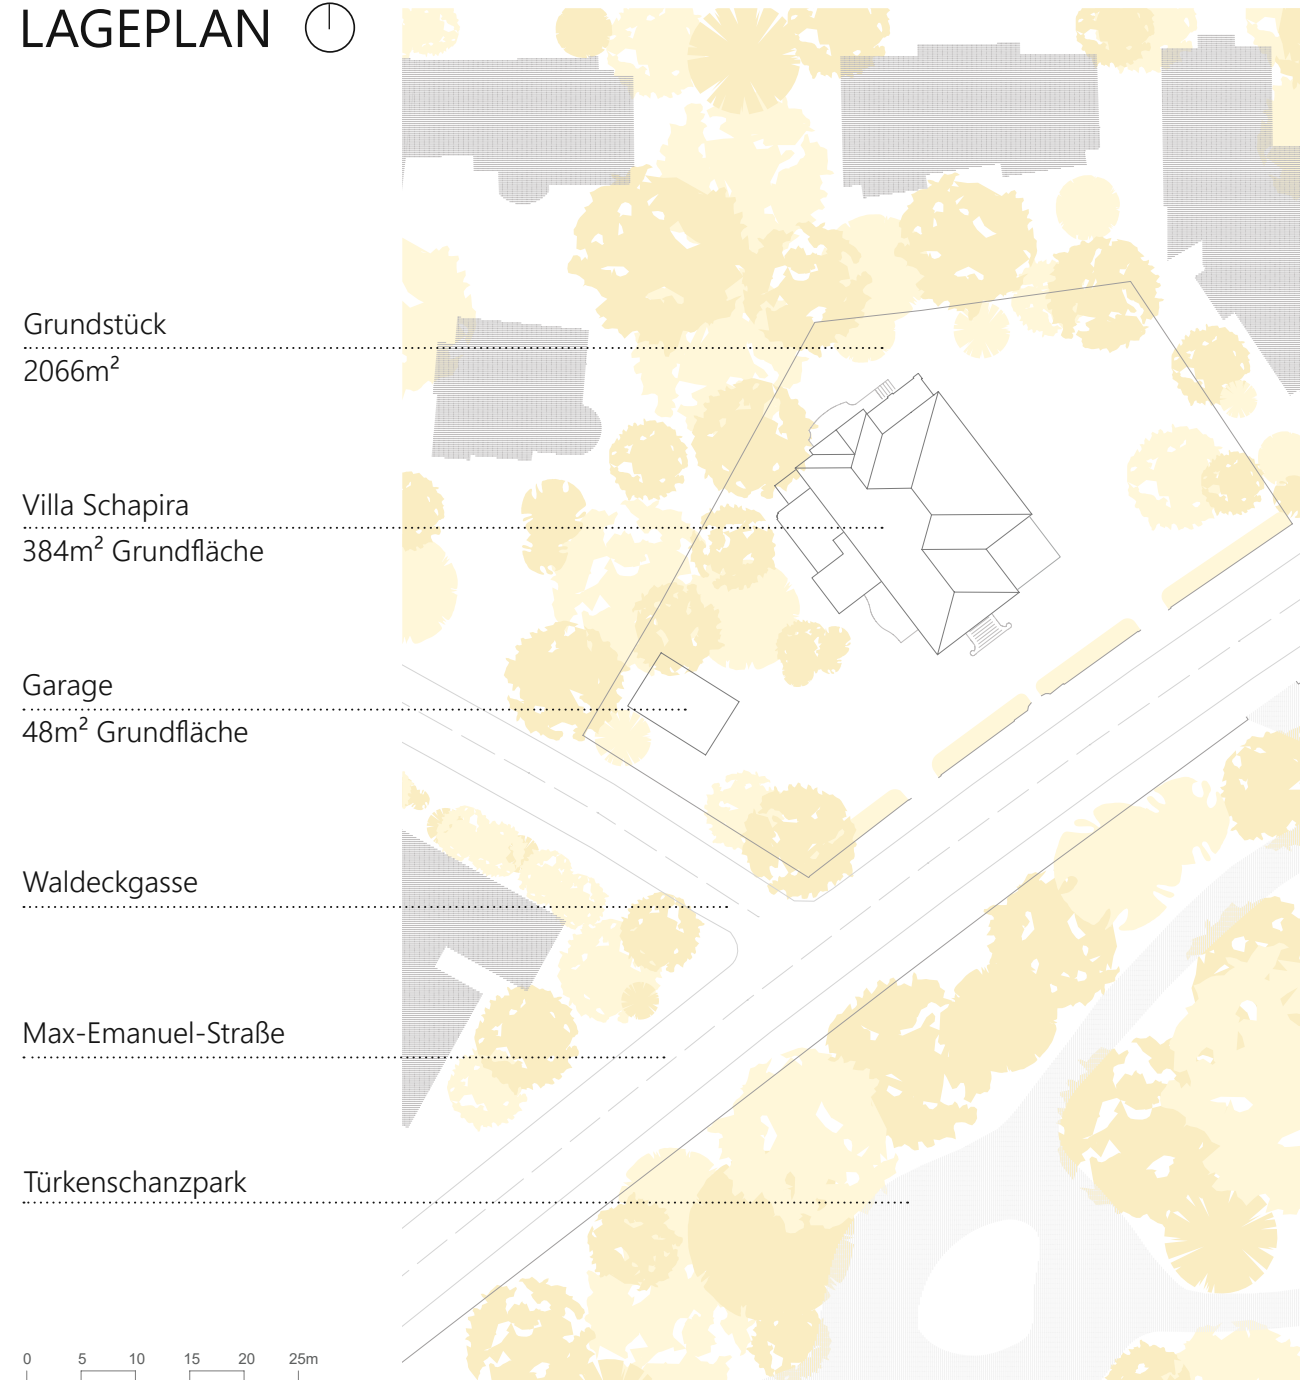 LAGEPLAN
Grundstück
2066m²
Villa Schapira
384m² Grundfläche
Garage
48m² Grundfläche
Waldeckgasse
Max-Emanuel-Straße
Türkenschanzpark
0 5 10 15 20 25m